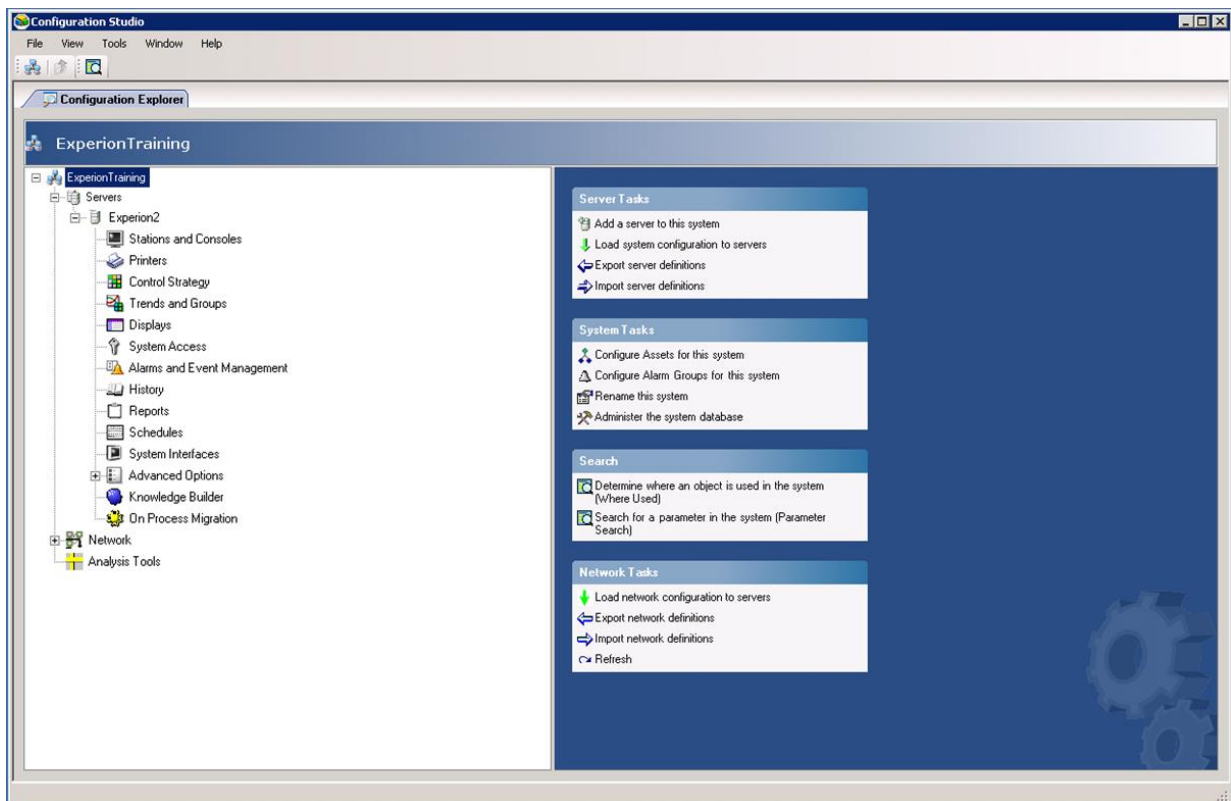 Configuration Studio
File View Tools Window Help
Configuration Explorer
ExperionTraining
ExperionTraining
Servers
Experion2
Stations and Consoles
Printers
Control Strategy
Trends and Groups
Displays
System Access
Alarms and Event Management
History
Reports
Schedules
System Interfaces
Advanced Options
Knowledge Builder
On Process Migration
Network
Analysis Tools
Server Tasks
Add a server to this system
Load system configuration to servers
Export server definitions
Import server definitions
System Tasks
Configure Assets for this system
Configure Alarm Groups for this system
Rename this system
Administer the system database
Search
Determine where an object is used in the system
(Where Used)
Search for a parameter in the system (Parameter
Search)
Network Tasks
Load network configuration to servers
Export network definitions
Import network definitions
Refresh